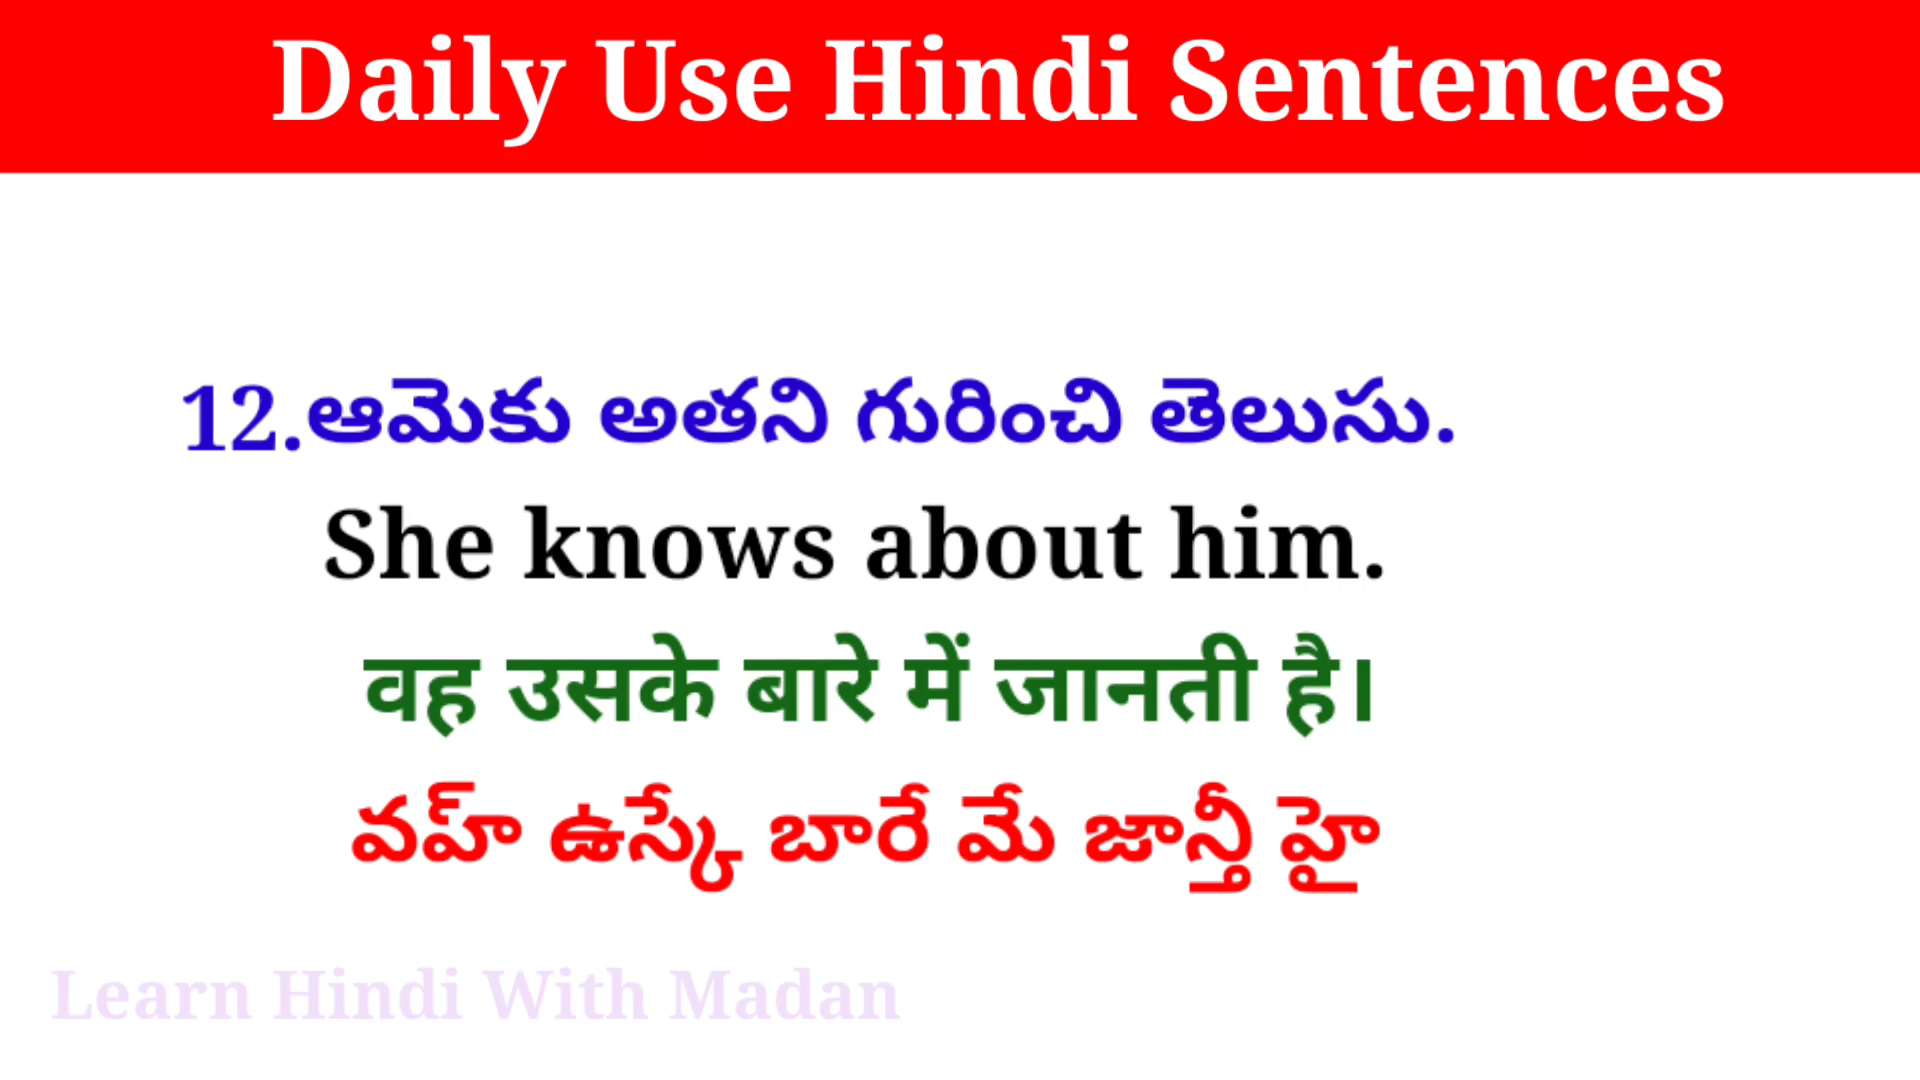 Daily Use Hindi Sentences
12.ఆమెకు అతని గురించి తెలుసు.
She knows about him.
वह उसके बारे में जानती है।
వహ్ ఉస్కే బారే మే జాన్తీ హై
Learn Hindi With Madan